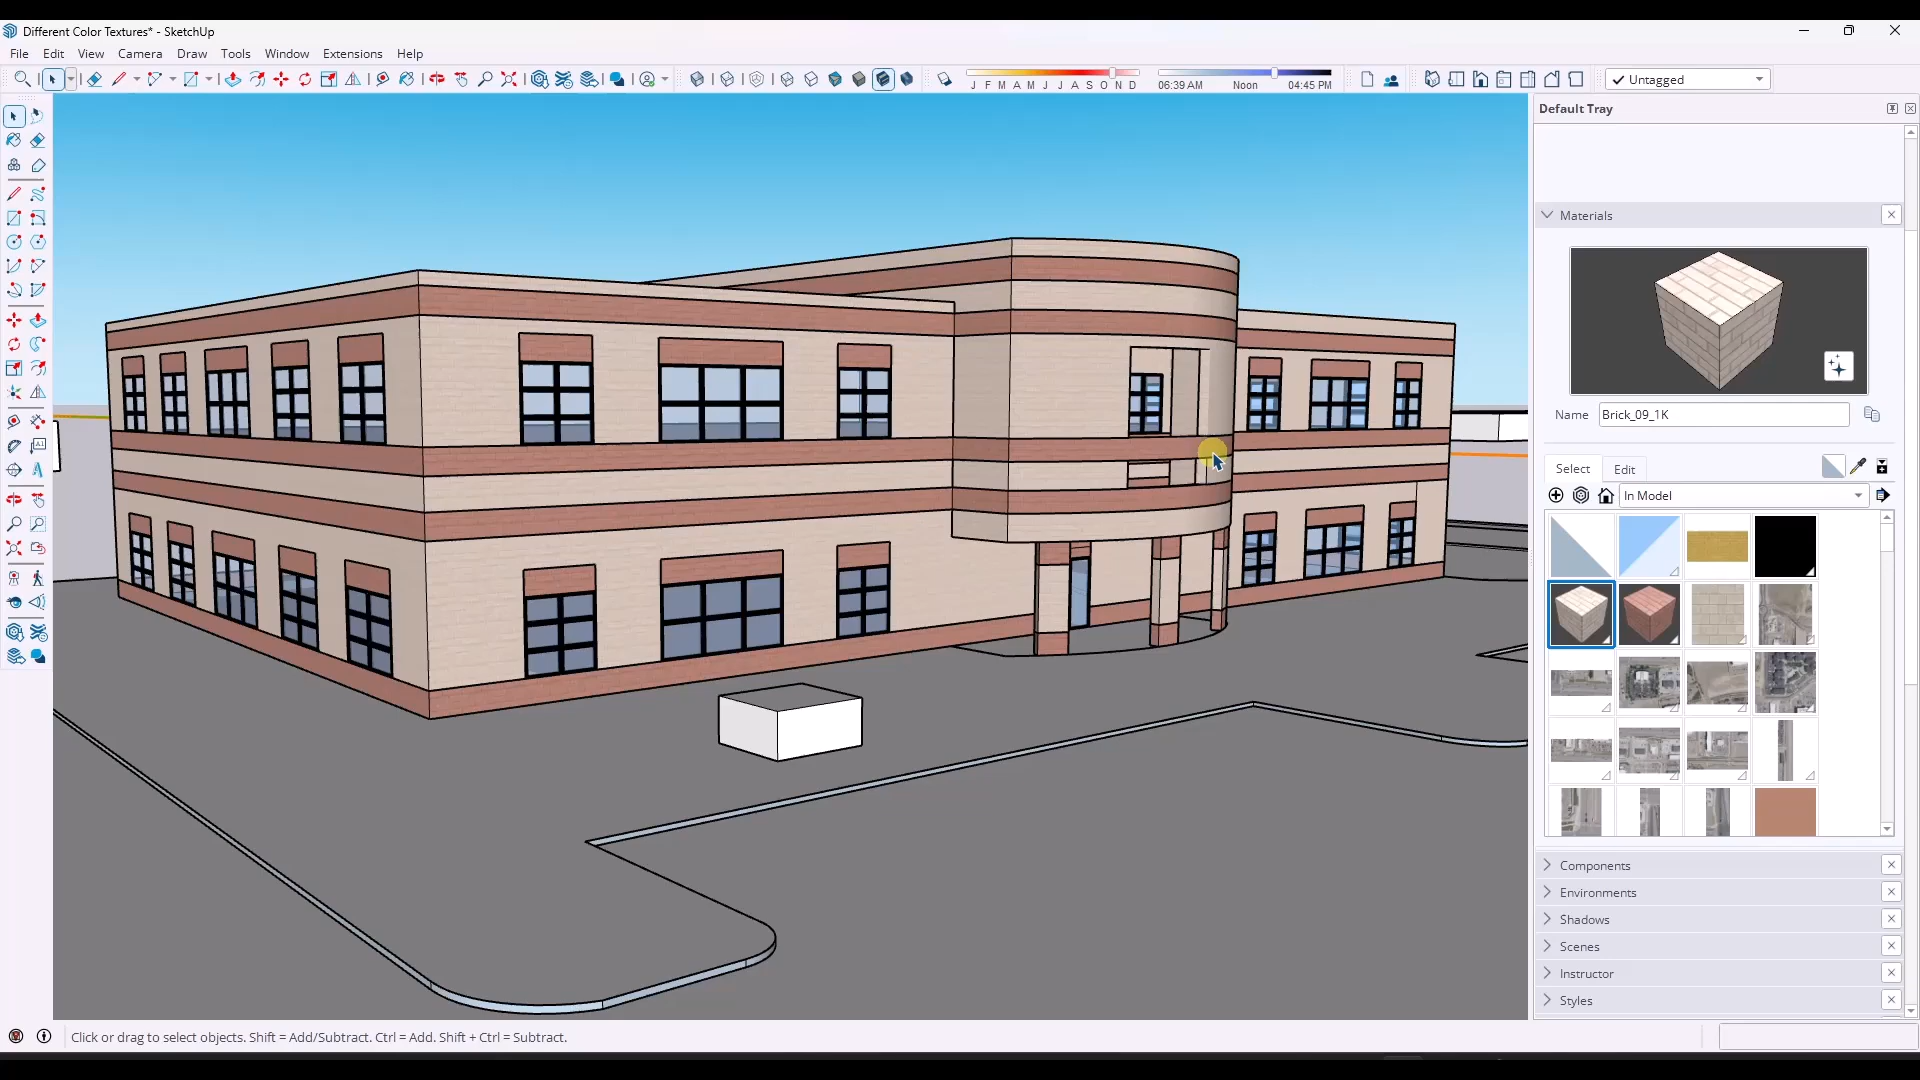 Different Color Textures* - SketchUp
File Edit View Camera Draw Tools Window Extensions Help
J F M A M J J A S O N D
06:39 AM Noon 04:45 PM
Untagged
Default Tray
Materials
Name Brick_09_1K
Select Edit
In Model
Components
Environments
Shadows
Scenes
Instructor
Styles
Click or drag to select objects. Shift = Add/Subtract. Ctrl = Add. Shift + Ctrl = Subtract.